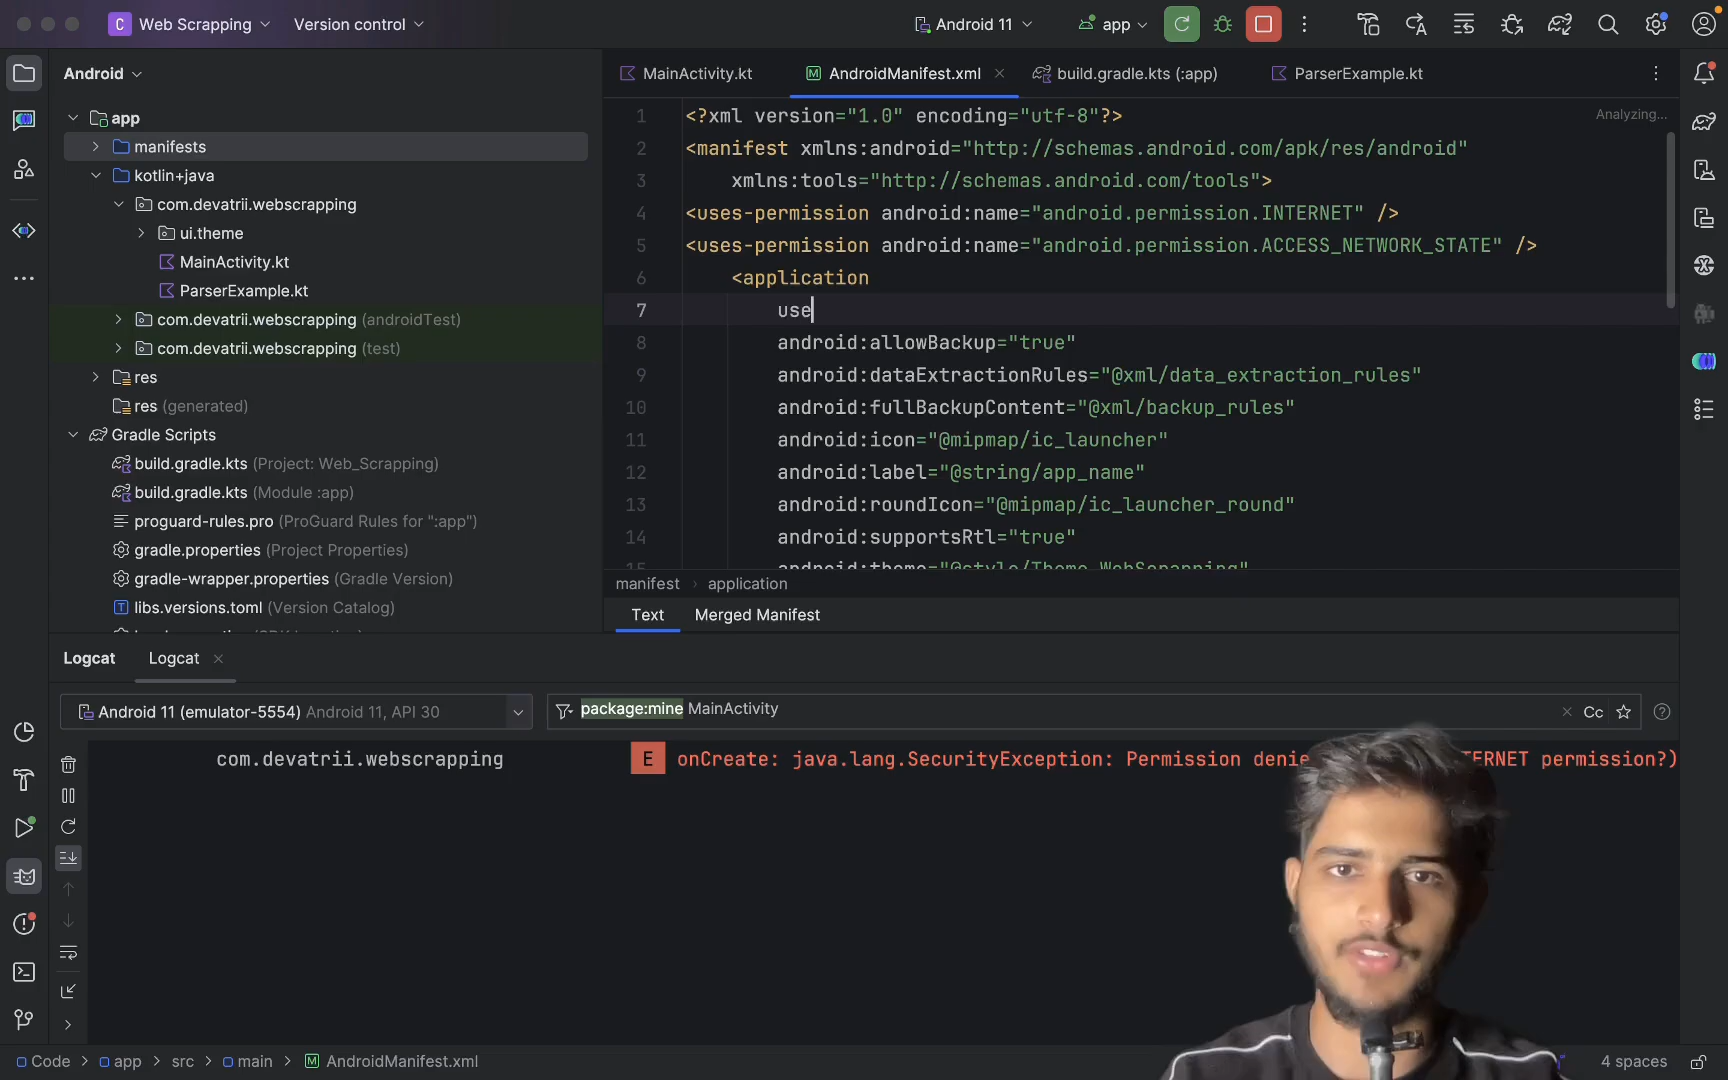 C Web Scrapping Version control Android 11 app
Android
app
manifests
kotlin+java
com.devatrii.webscrapping
ui.theme
MainActivity.kt
ParserExample.kt
com.devatrii.webscrapping (androidTest)
com.devatrii.webscrapping (test)
res
res (generated)
Gradle Scripts
build.gradle.kts (Project: Web_Scrapping)
build.gradle.kts (Module :app)
proguard-rules.pro (ProGuard Rules for ":app")
gradle.properties (Project Properties)
gradle-wrapper.properties (Gradle Version)
libs.versions.toml (Version Catalog)
MainActivity.kt AndroidManifest.xml build.gradle.kts (:app) ParserExample.kt
Analyzing...
1 <?xml version="1.0" encoding="utf-8"?>
2 <manifest xmlns:android="http://schemas.android.com/apk/res/android"
3 xmlns:tools="http://schemas.android.com/tools">
4 <uses-permission android:name="android.permission.INTERNET" />
5 <uses-permission android:name="android.permission.ACCESS_NETWORK_STATE" />
6 <application
7 use
8 android:allowBackup="true"
9 android:dataExtractionRules="@xml/data_extraction_rules"
10 android:fullBackupContent="@xml/backup_rules"
11 android:icon="@mipmap/ic_launcher"
12 android:label="@string/app_name"
13 android:roundIcon="@mipmap/ic_launcher_round"
14 android:supportsRtl="true"
15 android:theme="@style/Theme.WebScrapping"
manifest application
Text Merged Manifest
Logcat Logcat
Android 11 (emulator-5554) Android 11, API 30 package:mine MainActivity Cc
com.devatrii.webscrapping E onCreate: java.lang.SecurityException: Permission permission?)
Code app src main AndroidManifest.xml 4 spaces